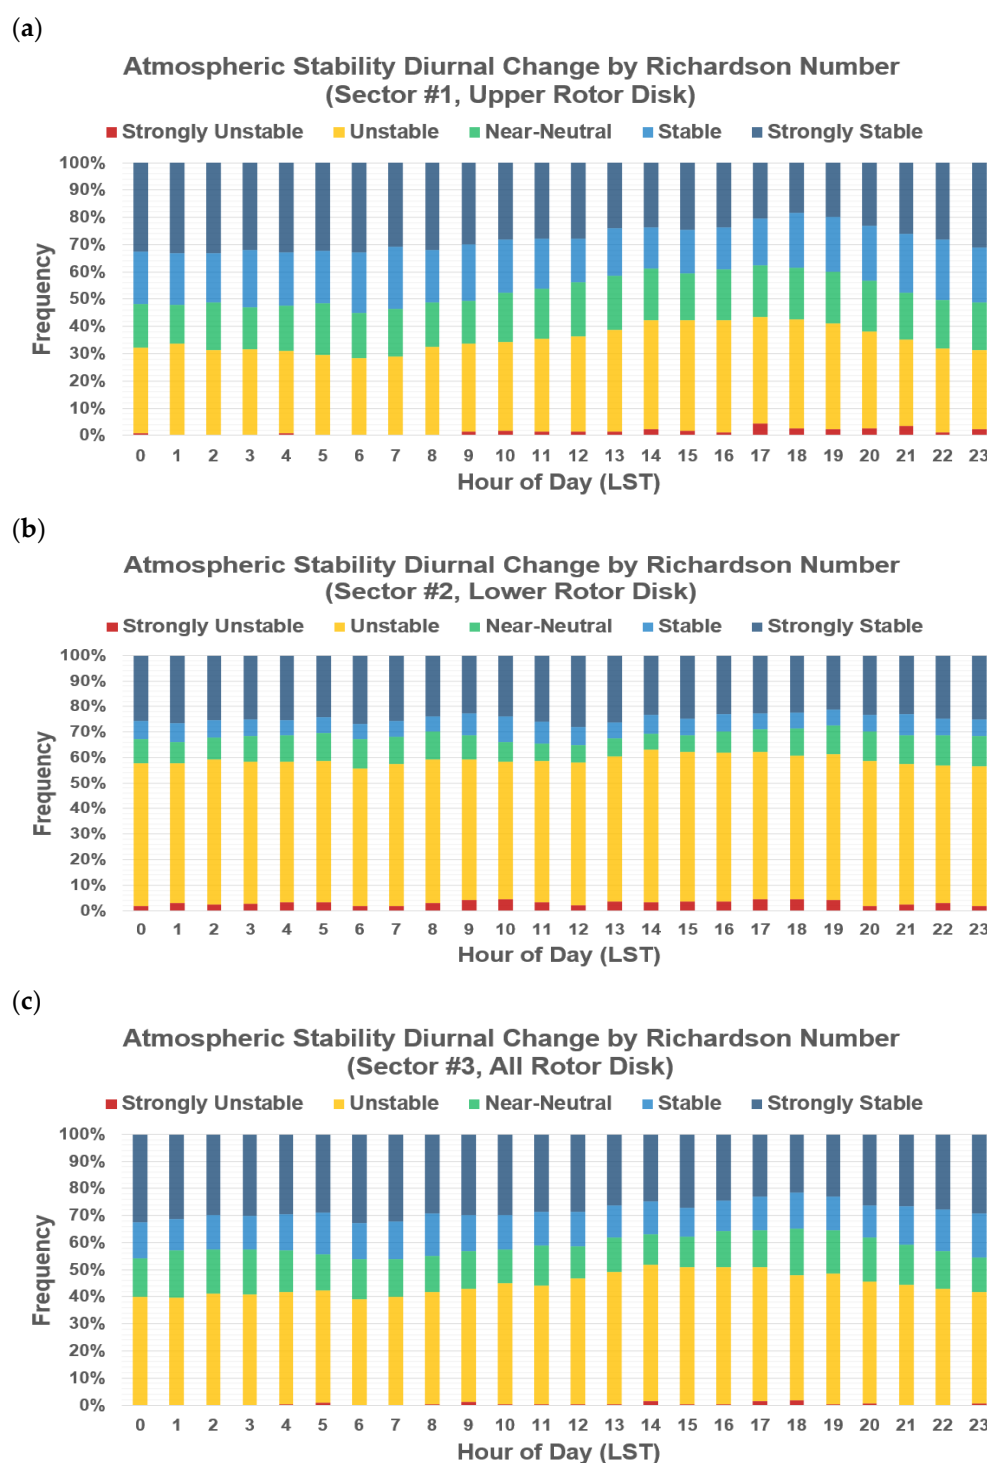 (a)
Atmospheric Stability Diurnal Change by Richardson Number
(Sector #1, Upper Rotor Disk)
Strongly Unstable Unstable Near-Neutral Stable Strongly Stable
100%
90%
80%
70%
60%
50%
40%
30%
20%
10%
0%
Frequency
0 1 2 3 4 5 6 7 8 9 10 11 12 13 14 15 16 17 18 19 20 21 22 23
Hour of Day (LST)
(b)
Atmospheric Stability Diurnal Change by Richardson Number
(Sector #2, Lower Rotor Disk)
Strongly Unstable Unstable Near-Neutral Stable Strongly Stable
100%
90%
80%
70%
60%
50%
40%
30%
20%
10%
0%
Frequency
0 1 2 3 4 5 6 7 8 9 10 11 12 13 14 15 16 17 18 19 20 21 22 23
Hour of Day (LST)
(c)
Atmospheric Stability Diurnal Change by Richardson Number
(Sector #3, All Rotor Disk)
Strongly Unstable Unstable Near-Neutral Stable Strongly Stable
100%
90%
80%
70%
60%
50%
40%
30%
20%
10%
0%
Frequency
0 1 2 3 4 5 6 7 8 9 10 11 12 13 14 15 16 17 18 19 20 21 22 23
Hour of Day (LST)